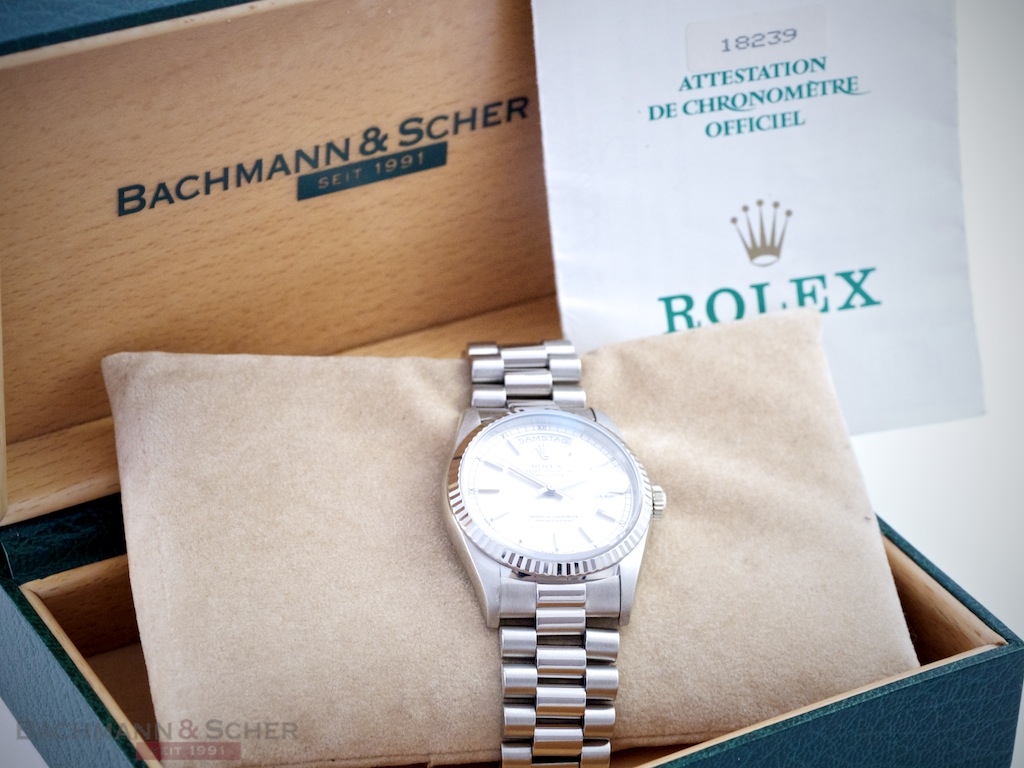 18239
ATTESTATION
DE CHRONOMÈTRE
OFFICIEL
ROLEX
BACHMANN & SCHER
SEIT 1991
SAMSTAG
ROLEX
BACHMANN & SCHER
SEIT 1991